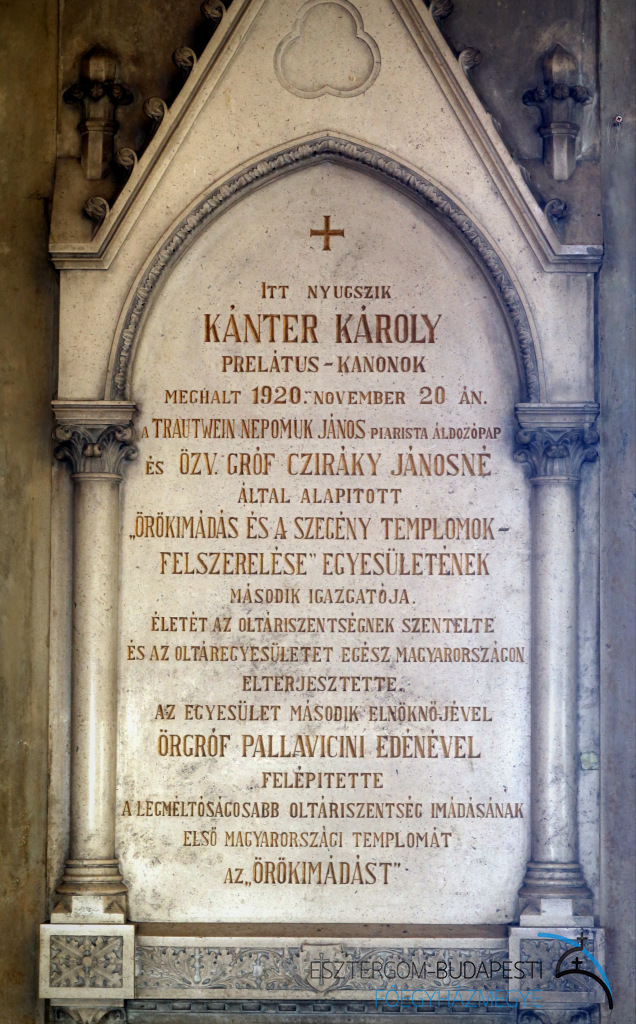 ITT NYUGSZIK
KÁNTER KÁROLY
PRELÁTUS-KANONOK
MEGHALT 1920. NOVEMBER 20 ÁN.
A TRAUTWEIN NEPOMUK JÁNOS PIARISTA ÁLDOZÓPAP
ÉS ÖZV. GRÓF CZIRÁKY JÁNOSNÉ
ÁLTAL ALAPITOTT
„ÖRÖKIMÁDÁS ÉS A SZEGÉNY TEMPLOMOK-
FELSZERELÉSE” EGYESÜLETÉNEK
MÁSODIK IGAZGATÓJA.
ÉLETÉT AZ OLTÁRISZENTSÉGNEK SZENTELTE
ÉS AZ OLTÁREGYESÜLETET EGÉSZ MAGYARORSZÁGON
ELTERJESZTETTE.
AZ EGYESÜLET MÁSODIK ELNÖKNŐJÉVEL
ŐRGRÓF PALLAVICINI EDÉNÉVEL
FELÉPITETTE
A LEGMÉLTÓSÁGOSABB OLTÁRISZENTSÉG IMÁDÁSÁNAK
ELSŐ MAGYARORSZÁGI TEMPLOMÁT
AZ „ÖRÖKIMÁDÁST”
ESZTERGOM-BUDAPESTI
FŐEGYHÁZMEGYE